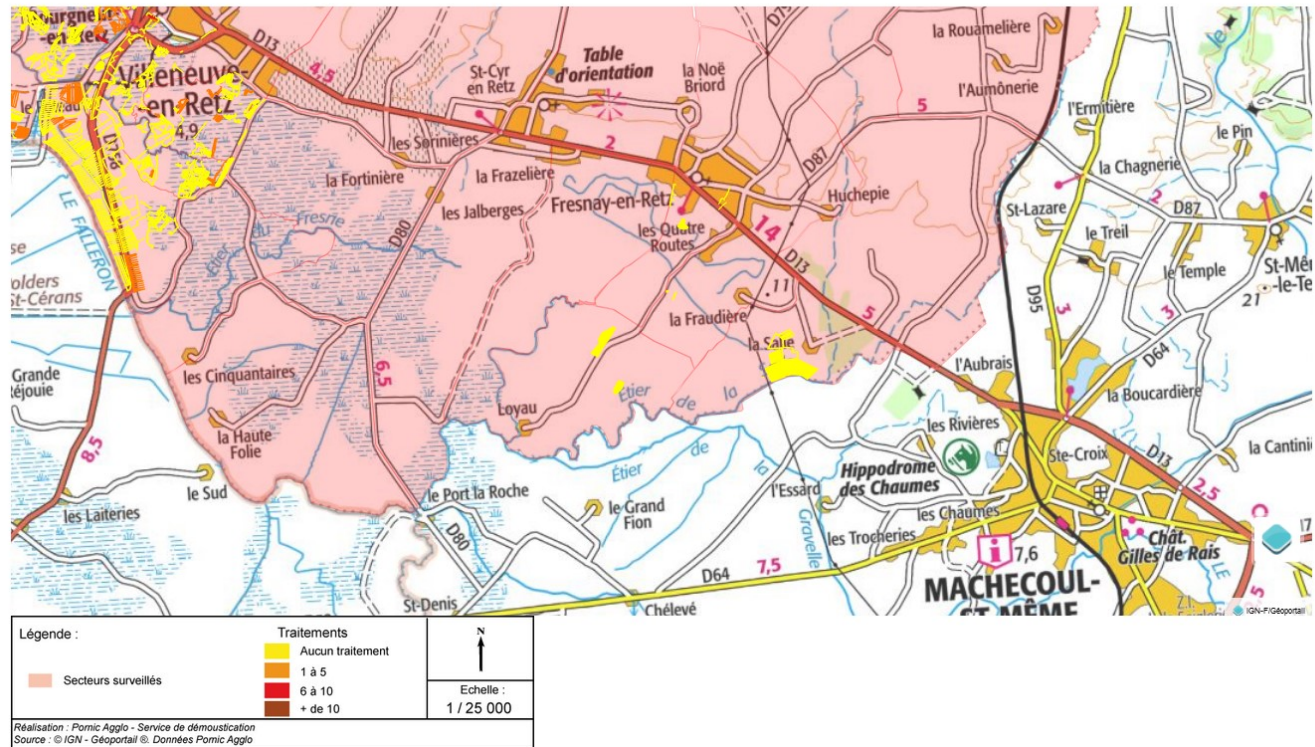 D13
4,5
Table
d'orientation
St-Cyr
en Retz
la Noë
Briord
D87
5
la Rouamelière
l'Aumônerie
l'Ermitière
le Pin
la Chagnerie
2
D87
St-Lazare
le Treil
le Temple
21
D95
3
3
D64
Villeneuve-
en-Retz
4,9
les Sorinières
2
la Fortinière
la Frazelière
les Jalberges
Fresnay-en-Retz
Huchepie
les Quatre
Routes
14
D13
11
la Fraudière
5
LE FALLERON
Étier du Fresne
D80
6,5
les Cinquantaires
la Haute
Folie
Loyau
Étier de la
l'Aubrais
la Boucardière
les Rivières
Ste-Croix
D13
Hippodrome
des Chaumes
2,5
8,5
le Sud
les Laiteries
le Port la Roche
D80
le Grand
Fion
Étier de la
Gravelle
l'Essard
les Trocheries
les Chaumes
Chât.
Gilles de Rais
7,6
St-Denis
D64
7,5
Chélevé
MACHECOUL-
ST-MÊME
IGN-F/Géoportail
Légende :
Secteurs surveillés
Traitements
Aucun traitement
1 à 5
6 à 10
+ de 10
N
Echelle :
1 / 25 000
Réalisation : Pornic Agglo - Service de démoustication
Source : © IGN - Géoportail ®. Données Pornic Agglo